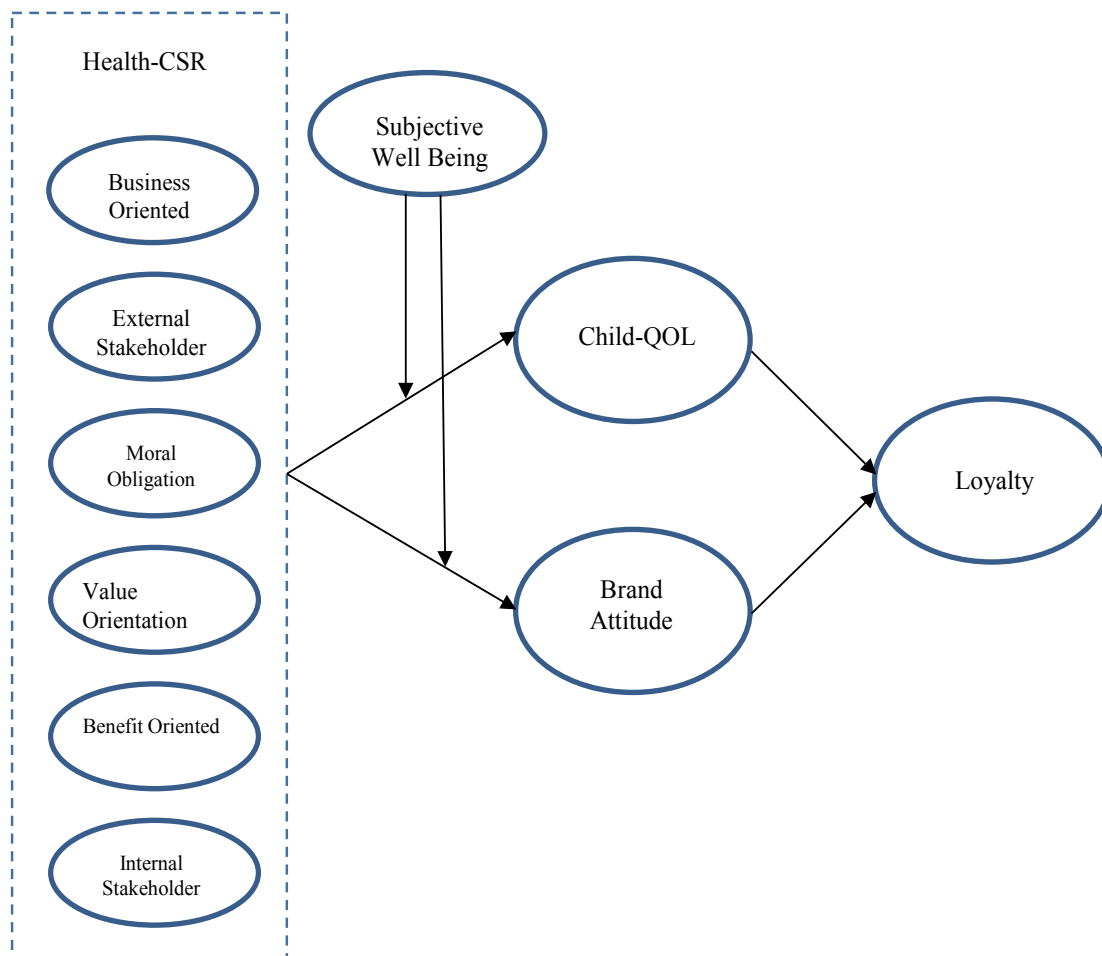 Health-CSR
Business
Oriented
External
Stakeholder
Moral
Obligation
Value
Orientation
Benefit Oriented
Internal
Stakeholder
Subjective
Well Being
Child-QOL
Brand
Attitude
Loyalty